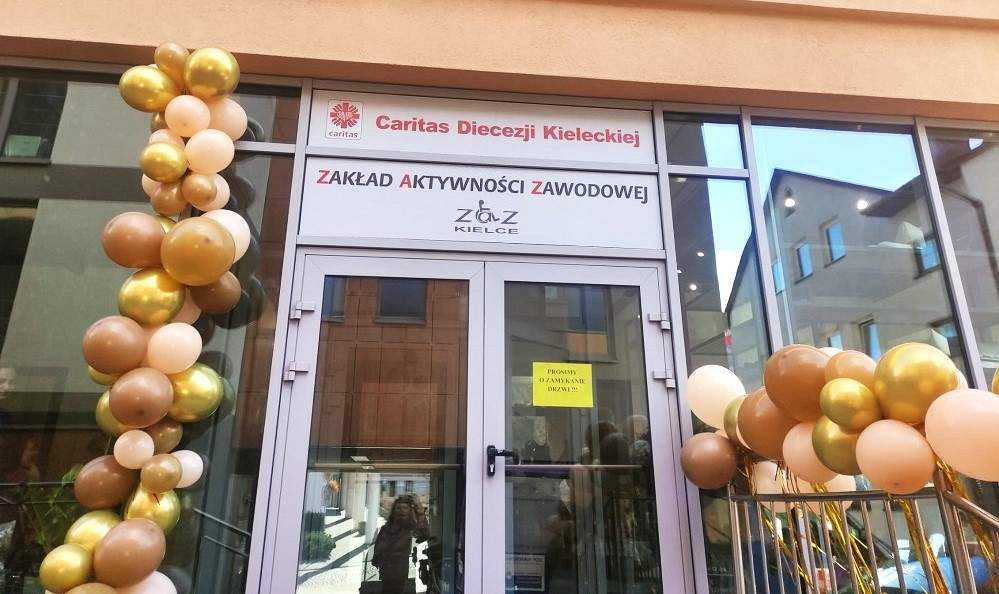 caritas
Caritas Diecezji Kieleckiej
ZAKŁAD AKTYWNOŚCI ZAWODOWEJ
ZaZ
KIELCE
PROSIMY
O ZAMYKANIE
DRZWI!!!